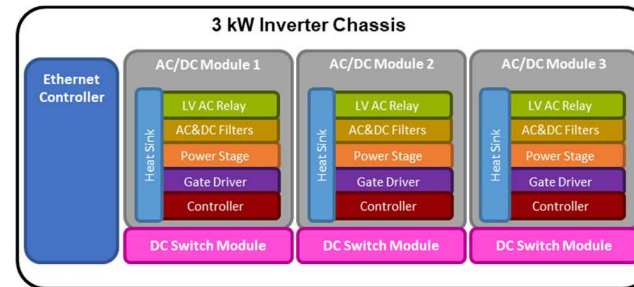 3 kW Inverter Chassis
Ethernet
Controller
AC/DC Module 1
Heat Sink
LV AC Relay
AC&DC Filters
Power Stage
Gate Driver
Controller
DC Switch Module
AC/DC Module 2
Heat Sink
LV AC Relay
AC&DC Filters
Power Stage
Gate Driver
Controller
DC Switch Module
AC/DC Module 3
Heat Sink
LV AC Relay
AC&DC Filters
Power Stage
Gate Driver
Controller
DC Switch Module